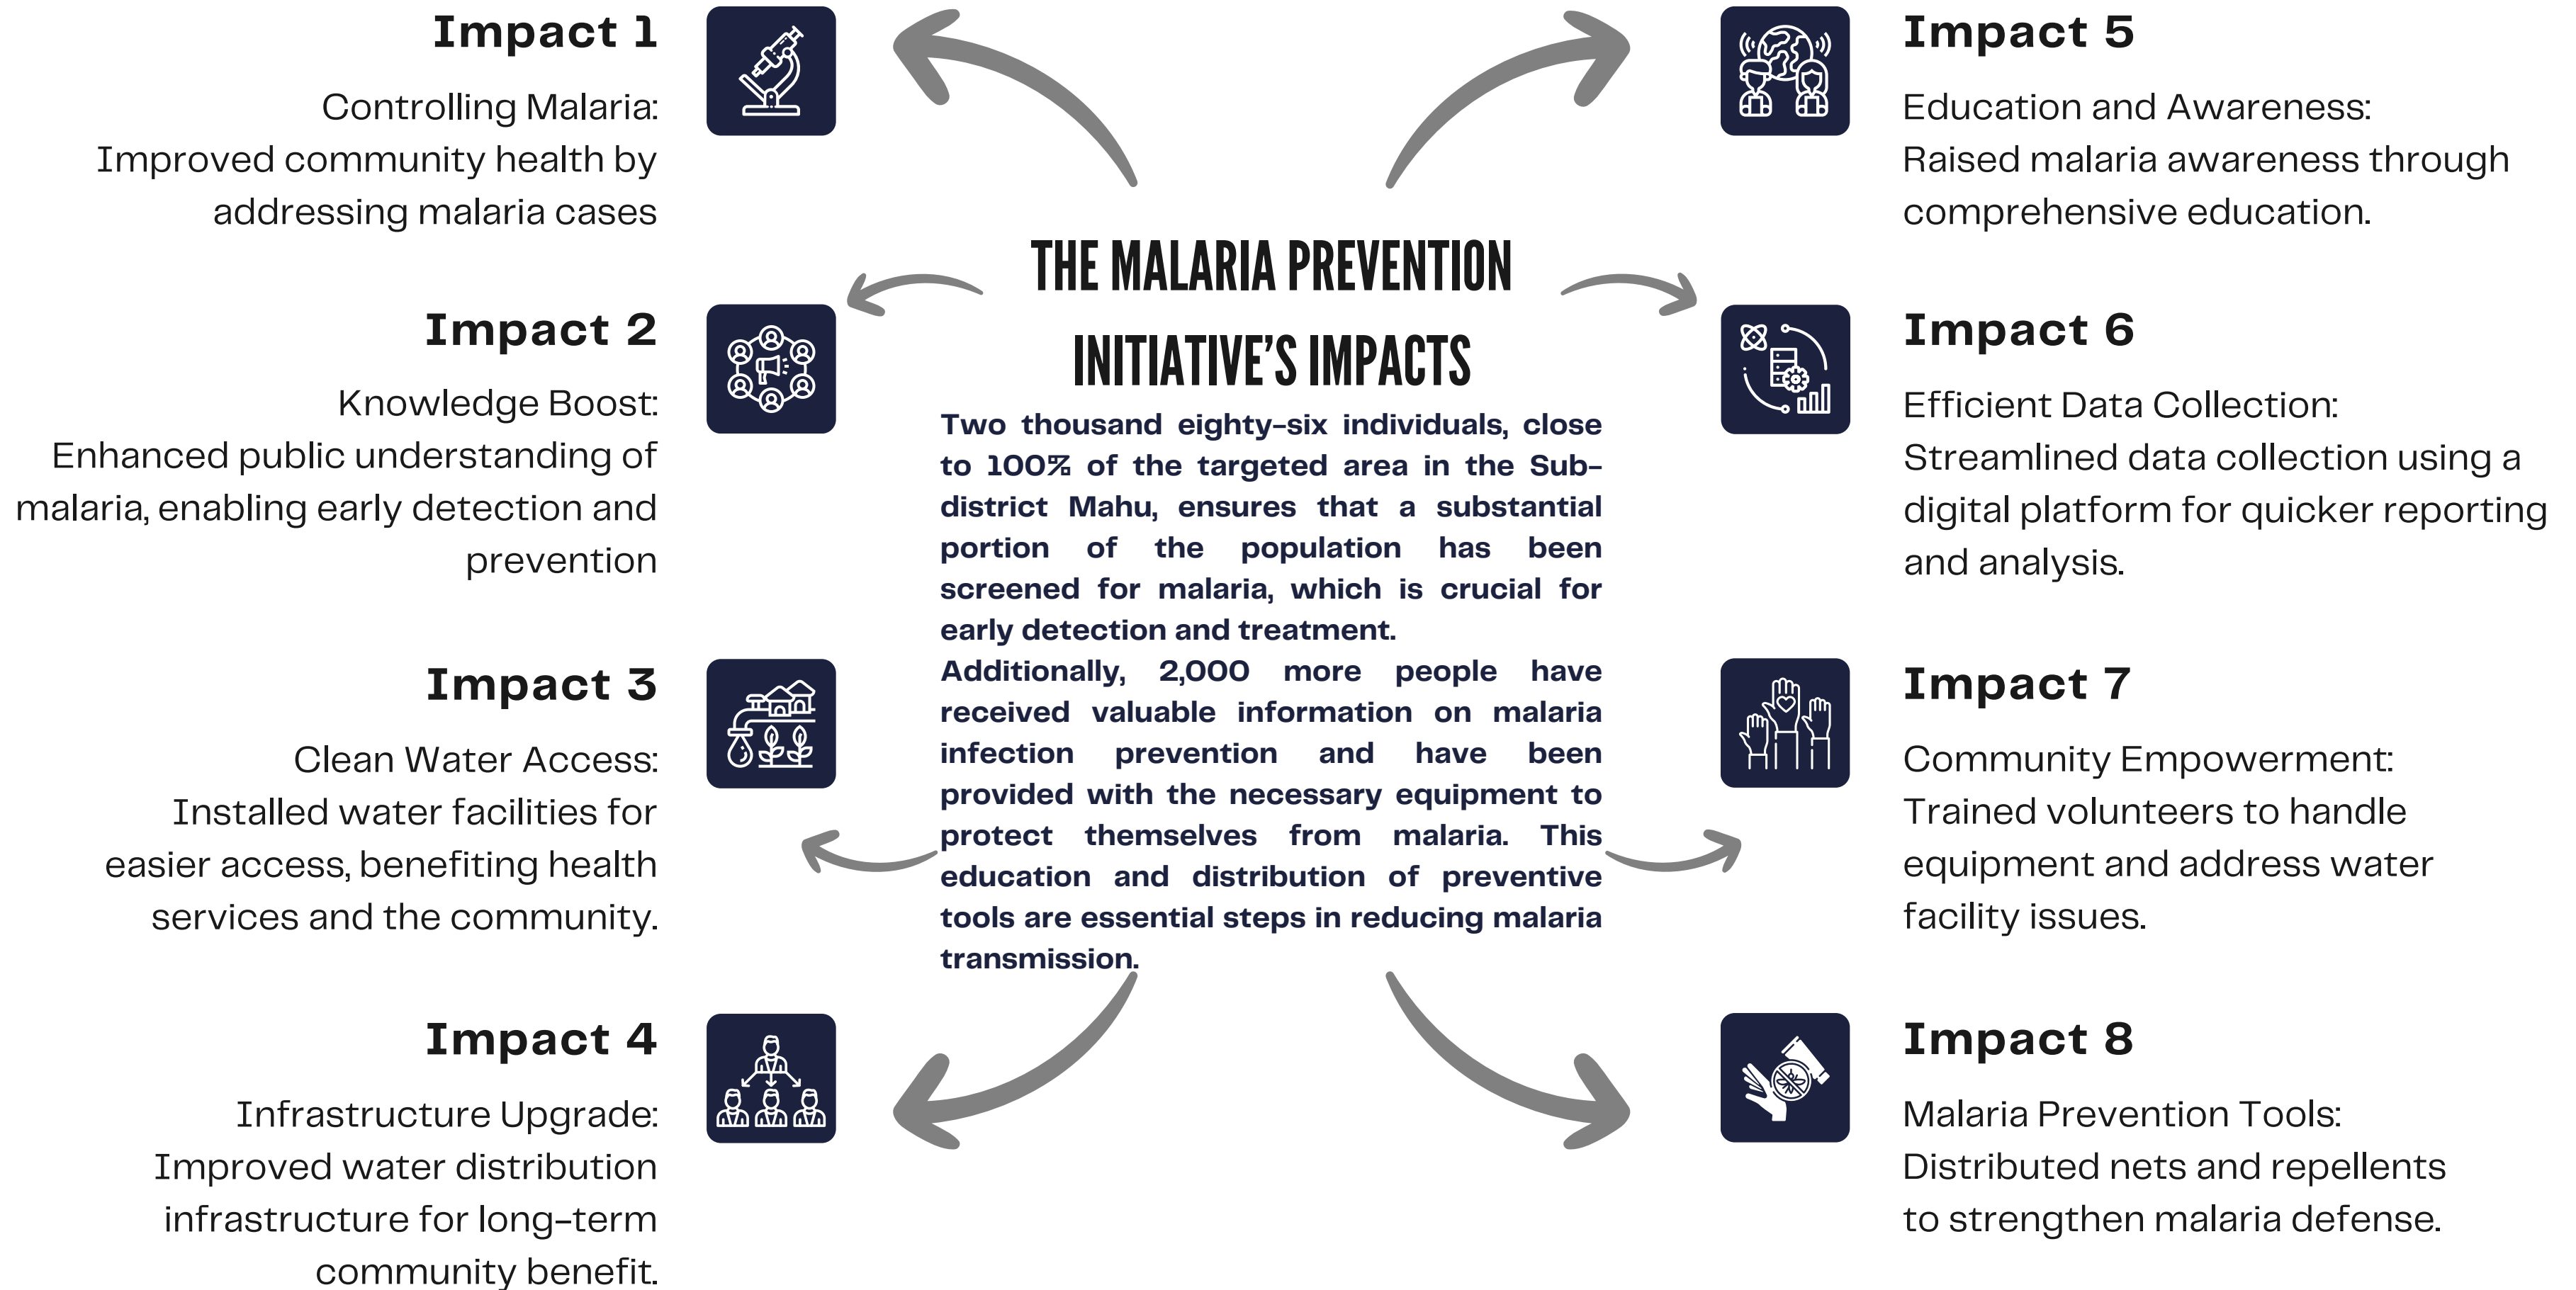 Impact 1
Controlling Malaria:
Improved community health by
addressing malaria cases
Impact 2
Knowledge Boost:
Enhanced public understanding of
malaria, enabling early detection and
prevention
Impact 3
Clean Water Access:
Installed water facilities for
easier access, benefiting health
services and the community.
Impact 4
Infrastructure Upgrade:
Improved water distribution
infrastructure for long-term
community benefit.
THE MALARIA PREVENTION
INITIATIVE'S IMPACTS
Two thousand eighty-six individuals, close
to 100% of the targeted area in the Sub-
district Mahu, ensures that a substantial
portion of the population has been
screened for malaria, which is crucial for
early detection and treatment.
Additionally, 2,000 more people have
received valuable information on malaria
infection prevention and have been
provided with the necessary equipment to
protect themselves from malaria. This
education and distribution of preventive
tools are essential steps in reducing malaria
transmission.
Impact 5
Education and Awareness:
Raised malaria awareness through
comprehensive education.
Impact 6
Efficient Data Collection:
Streamlined data collection using a
digital platform for quicker reporting
and analysis.
Impact 7
Community Empowerment:
Trained volunteers to handle
equipment and address water
facility issues.
Impact 8
Malaria Prevention Tools:
Distributed nets and repellents
to strengthen malaria defense.